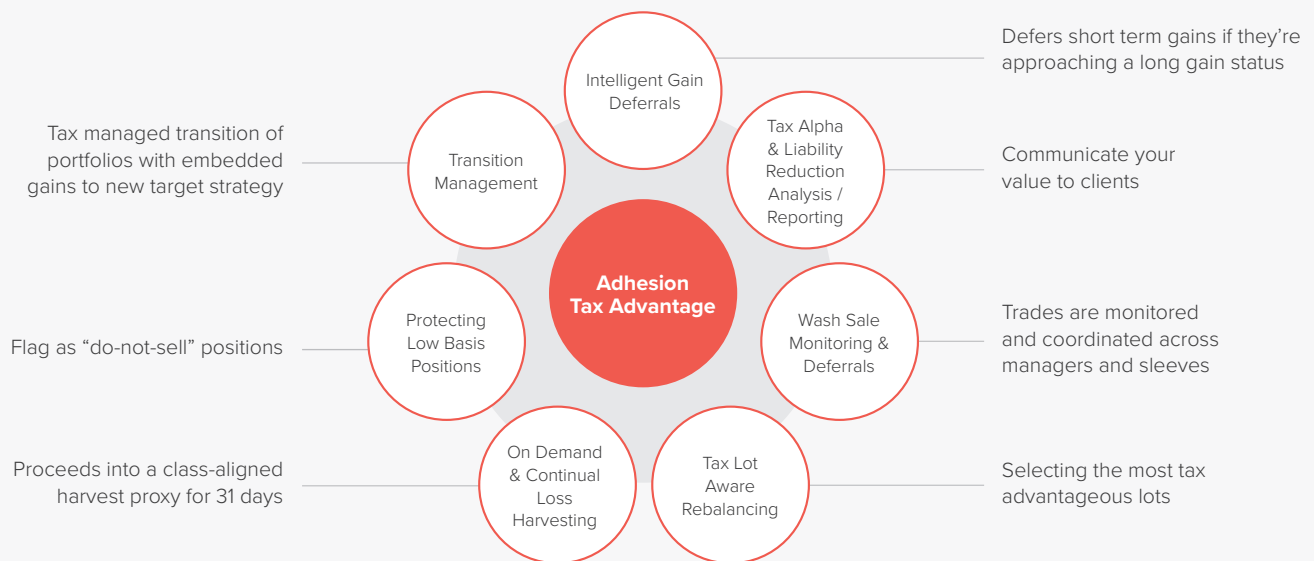 Intelligent Gain
Deferrals
Defers short term gains if they’re
approaching a long gain status
Tax Alpha
& Liability
Reduction
Analysis /
Reporting
Communicate your
value to clients
Wash Sale
Monitoring &
Deferrals
Trades are monitored
and coordinated across
managers and sleeves
Tax Lot
Aware
Rebalancing
Selecting the most tax
advantageous lots
On Demand
& Continual
Loss
Harvesting
Proceeds into a class-aligned
harvest proxy for 31 days
Protecting
Low Basis
Positions
Flag as “do-not-sell” positions
Transition
Management
Tax managed transition of
portfolios with embedded
gains to new target strategy
Adhesion
Tax Advantage